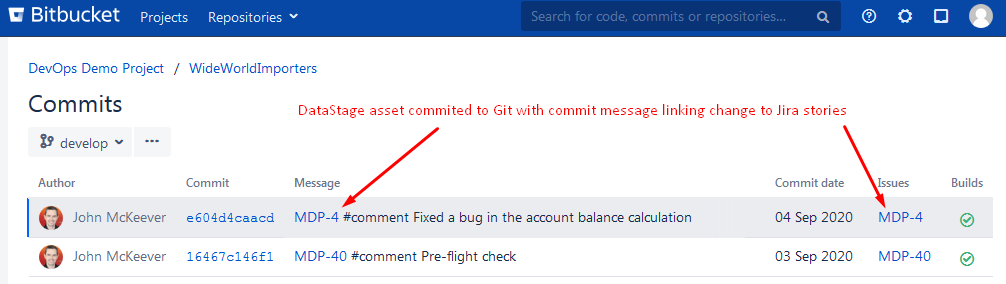 Bitbucket Projects Repositories Search for code, commits or repositories...
DevOps Demo Project / WideWorldImporters
Commits
DataStage asset commited to Git with commit message linking change to Jira stories
develop ...
Author Commit Message Commit date Issues Builds
John McKeever e604d4caacd MDP-4 #comment Fixed a bug in the account balance calculation 04 Sep 2020 MDP-4
John McKeever 16467c146f1 MDP-40 #comment Pre-flight check 03 Sep 2020 MDP-40